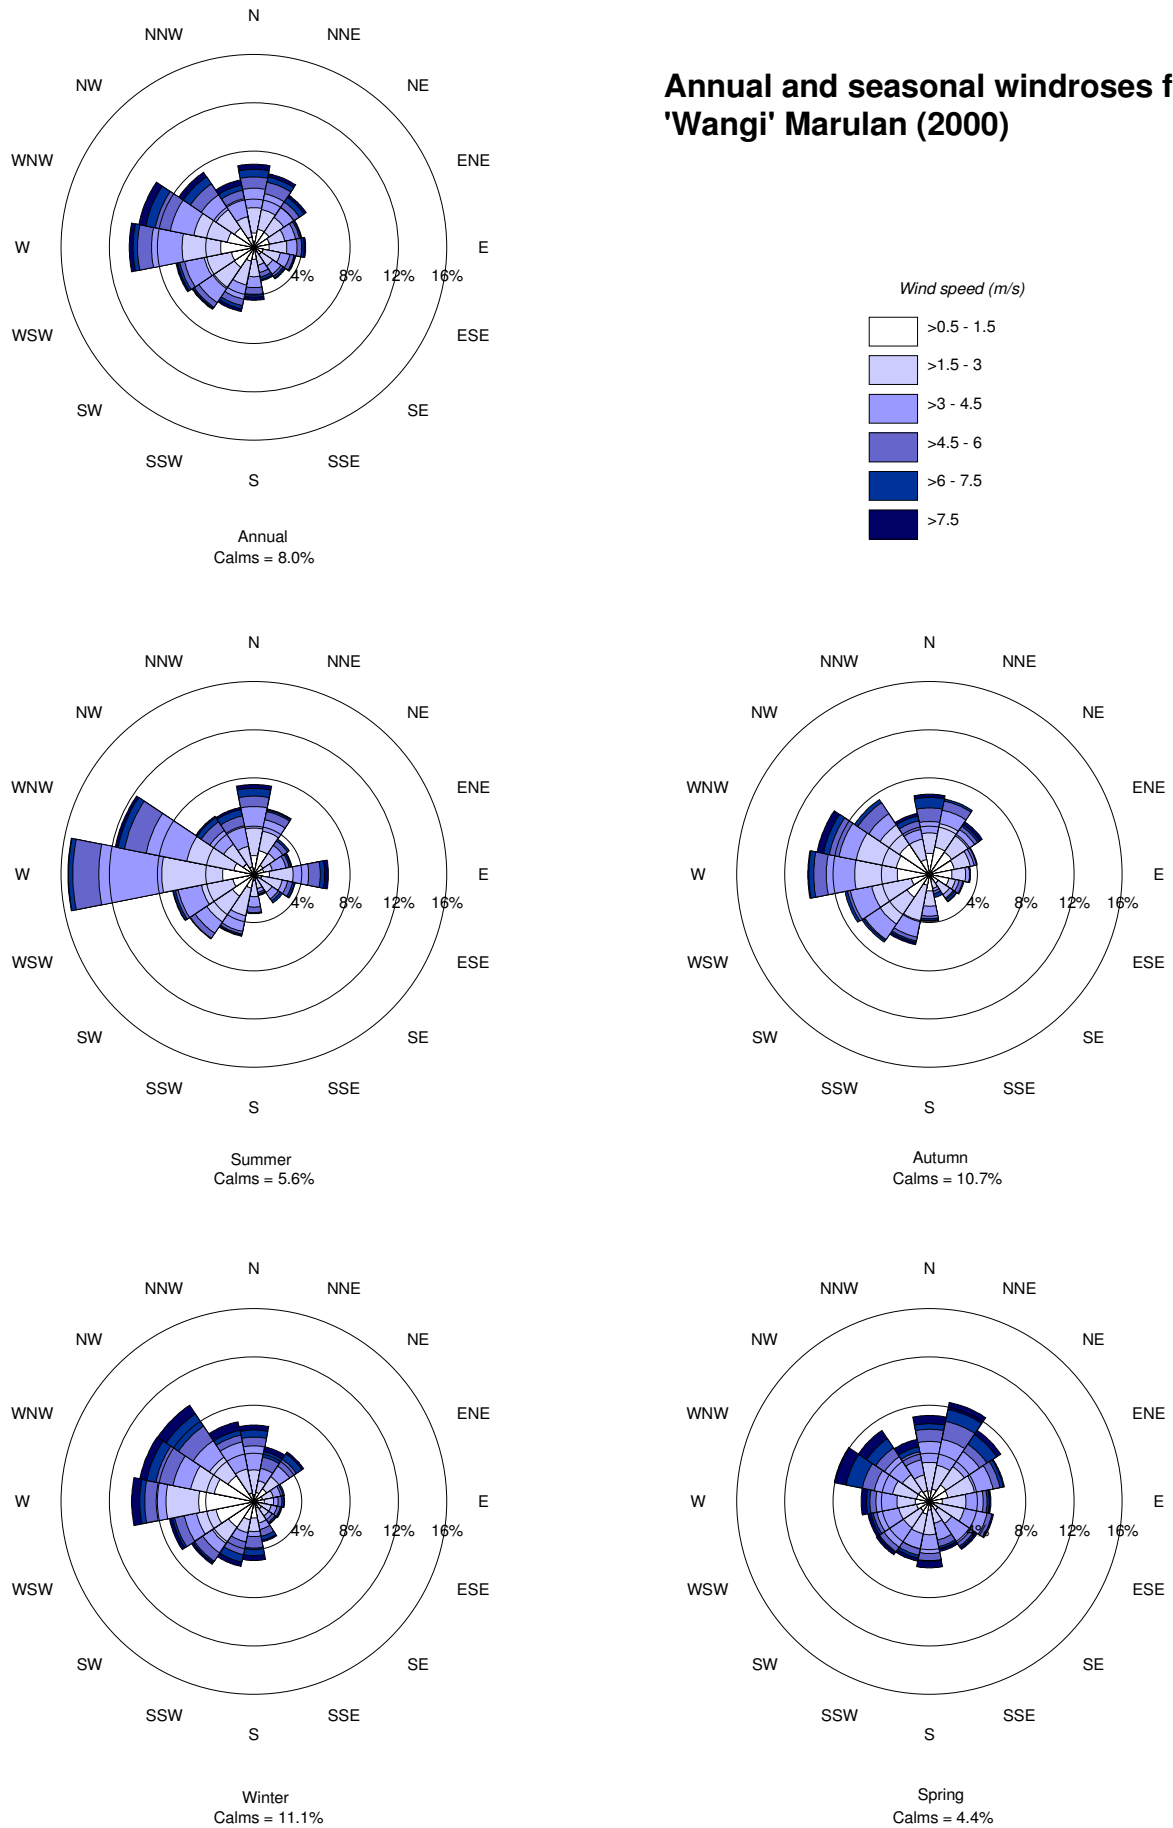 Annual and seasonal windroses f
'Wangi' Marulan (2000)
N
NNW
NNE
NW
NE
WNW
ENE
W
E
4%
8%
12%
16%
WSW
ESE
SW
SE
SSW
SSE
S
Annual
Calms = 8.0%
Wind speed (m/s)
>0.5 - 1.5
>1.5 - 3
>3 - 4.5
>4.5 - 6
>6 - 7.5
>7.5
N
NNW
NNE
NW
NE
WNW
ENE
W
E
4%
8%
12%
16%
WSW
ESE
SW
SE
SSW
SSE
S
Summer
Calms = 5.6%
N
NNW
NNE
NW
NE
WNW
ENE
W
E
4%
8%
12%
16%
WSW
ESE
SW
SE
SSW
SSE
S
Autumn
Calms = 10.7%
N
NNW
NNE
NW
NE
WNW
ENE
W
E
4%
8%
12%
16%
WSW
ESE
SW
SE
SSW
SSE
S
Winter
Calms = 11.1%
N
NNW
NNE
NW
NE
WNW
ENE
W
E
4%
8%
12%
16%
WSW
ESE
SW
SE
SSW
SSE
S
Spring
Calms = 4.4%